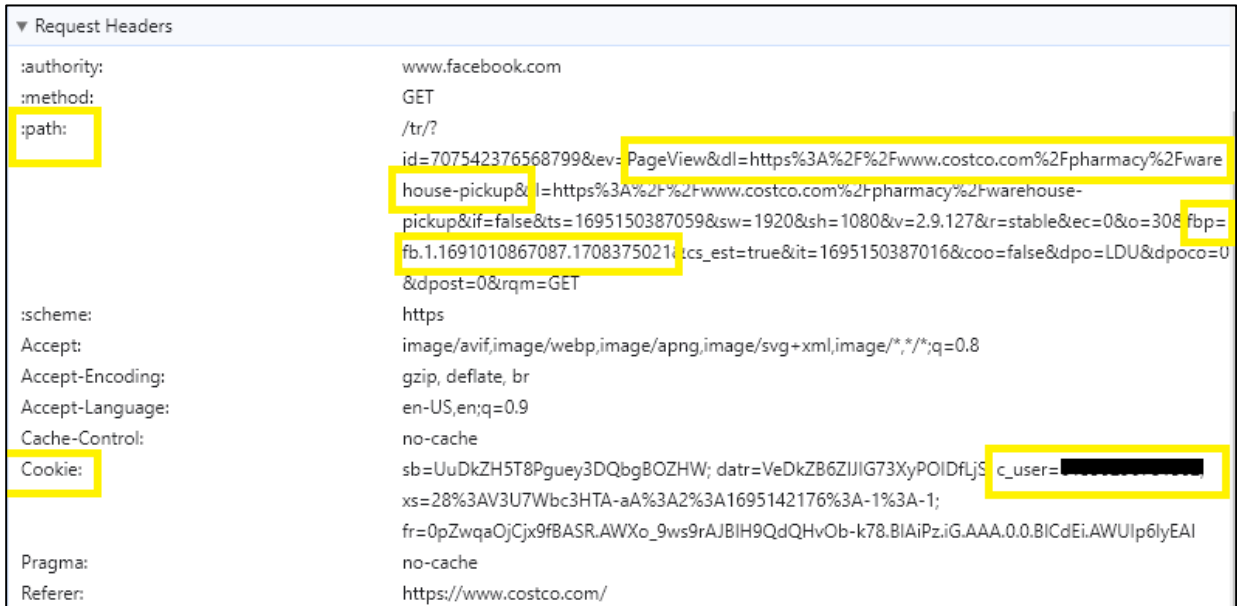 ▼ Request Headers
:authority: www.facebook.com
:method: GET
:path: /tr/?
id=707542376568799&ev=PageView&dl=https%3A%2F%2Fwww.costco.com%2Fpharmacy%2Fware
house-pickup&rl=https%3A%2F%2Fwww.costco.com%2Fpharmacy%2Fwarehouse-
pickup&if=false&ts=1695150387059&sw=1920&sh=1080&v=2.9.127&r=stable&ec=0&o=30&fbp=
fb.1.1691010867087.1708375021&cs_est=true&it=1695150387016&coo=false&dpo=LDU&dpoco=0
&dpost=0&rqm=GET
:scheme: https
Accept: image/avif,image/webp,image/apng,image/svg+xml,image/*,*/*;q=0.8
Accept-Encoding: gzip, deflate, br
Accept-Language: en-US,en;q=0.9
Cache-Control: no-cache
Cookie: sb=UuDkZH5T8Pguey3DQbgBOZHW; datr=VeDkZB6ZIJIG73XyPOIDfLjS c_user=
xs=28%3AV3U7Wbc3HTA-aA%3A2%3A1695142176%3A-1%3A-1;
fr=0pZwqaOjCjx9fBASR.AWXo_9ws9rAJBIH9QdQHvOb-k78.BlAiPz.iG.AAA.0.0.BlCdEi.AWUIp6IyEAI
Pragma: no-cache
Referer: https://www.costco.com/